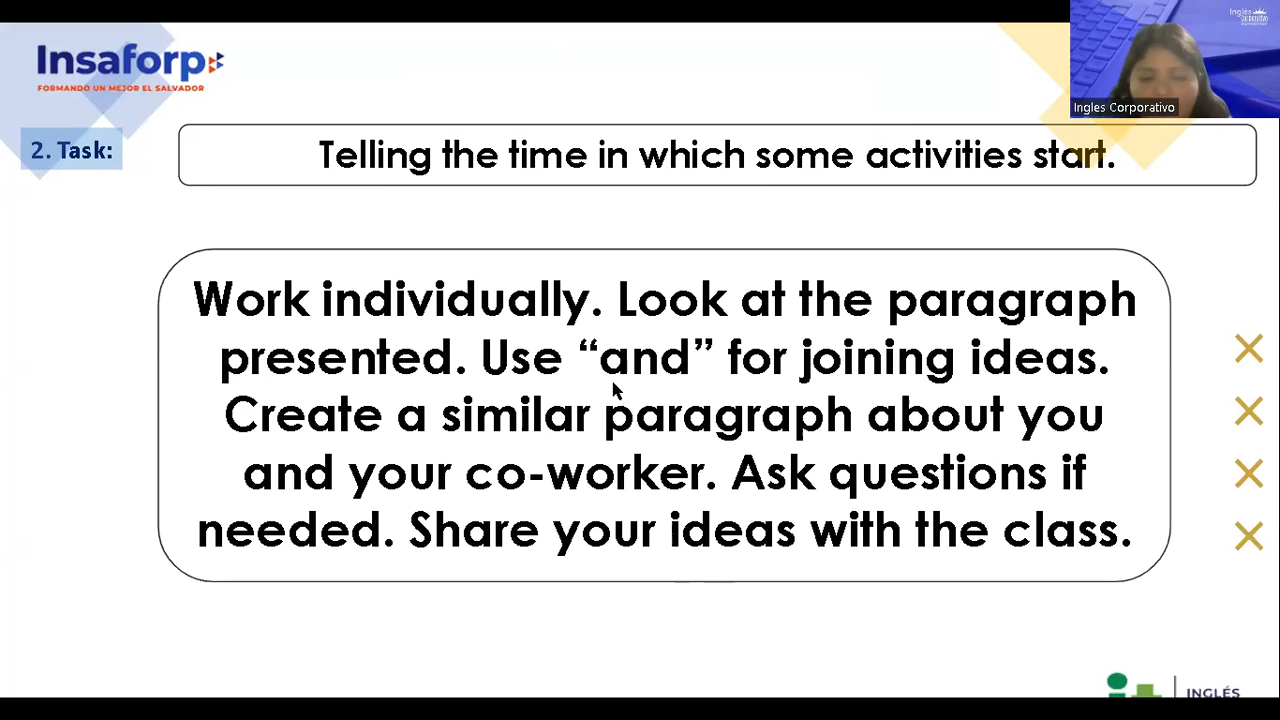 Insaforp
FORMANDO UN MEJOR EL SALVADOR
Inglés
Ingles Corporativo
2. Task:
Telling the time in which some activities start.
Work individually. Look at the paragraph
presented. Use “and” for joining ideas.
Create a similar paragraph about you
and your co-worker. Ask questions if
needed. Share your ideas with the class.
INGLÉS